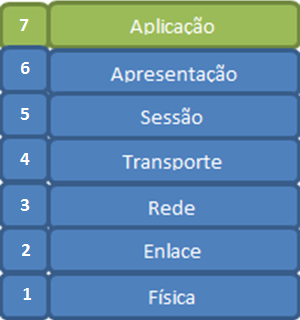 7 Aplicação
6 Apresentação
5 Sessão
4 Transporte
3 Rede
2 Enlace
1 Física